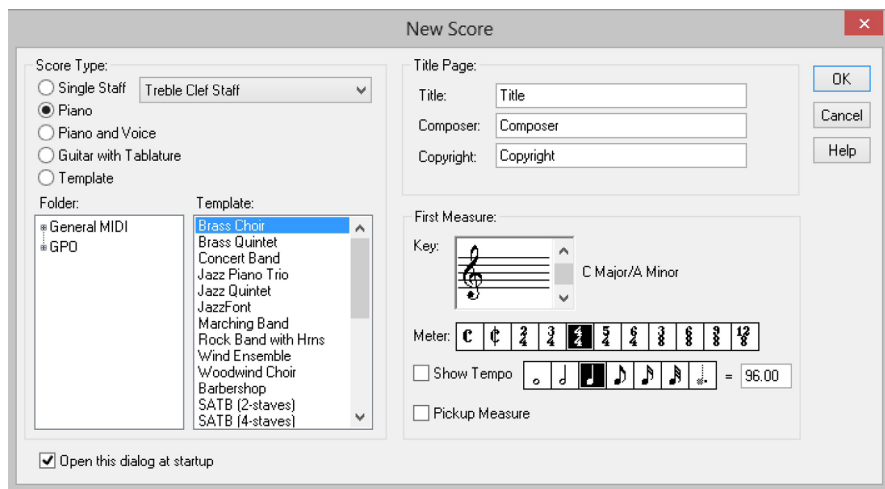 New Score
Score Type:
Single Staff
Treble Clef Staff
Piano
Piano and Voice
Guitar with Tablature
Template
Folder:
General MIDI
GPO
Template:
Brass Choir
Brass Quintet
Concert Band
Jazz Piano Trio
Jazz Quintet
JazzFont
Marching Band
Rock Band with Hrns
Wind Ensemble
Woodwind Choir
Barbershop
SATB (2-staves)
SATB (4-staves)
Open this dialog at startup
Title Page:
Title: Title
Composer: Composer
Copyright: Copyright
First Measure:
Key: C Major/A Minor
Meter: 2/4 3/4 4/4 5/4 6/4 3/8 6/8 9/8 12/8
Show Tempo = 96.00
Pickup Measure
OK
Cancel
Help